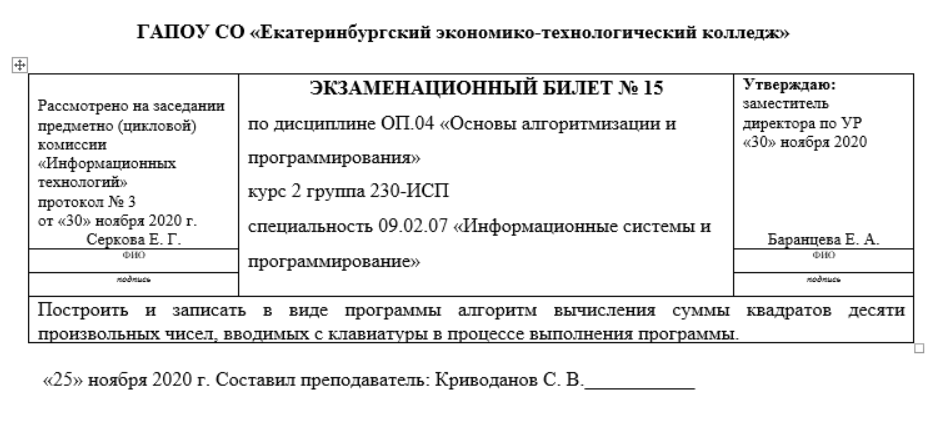 ГАПОУ СО «Екатеринбургский экономико-технологический колледж»
Рассмотрено на заседании
предметно (цикловой)
комиссии
«Информационных
технологий»
протокол № 3
от «30» ноября 2020 г.
Серкова Е. Г.
ФИО
подпись
ЭКЗАМЕНАЦИОННЫЙ БИЛЕТ № 15
по дисциплине ОП.04 «Основы алгоритмизации и
программирования»
курс 2 группа 230-ИСП
специальность 09.02.07 «Информационные системы и
программирование»
Утверждаю:
заместитель
директора по УР
«30» ноября 2020
Баранцева Е. А.
ФИО
подпись
Построить и записать в виде программы алгоритм вычисления суммы квадратов десяти
произвольных чисел, вводимых с клавиатуры в процессе выполнения программы.
«25» ноября 2020 г. Составил преподаватель: Криводанов С. В.___________